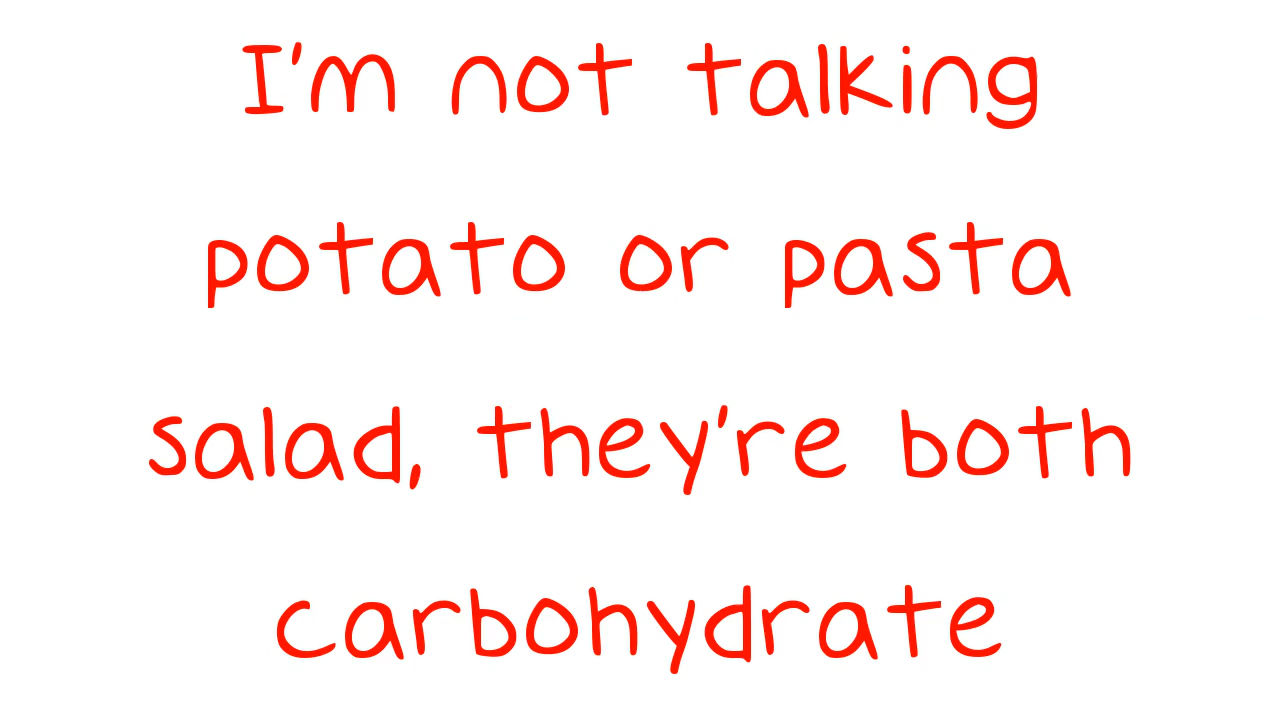 I'm not talking
potato or pasta
salad, they're both
carbohydrate